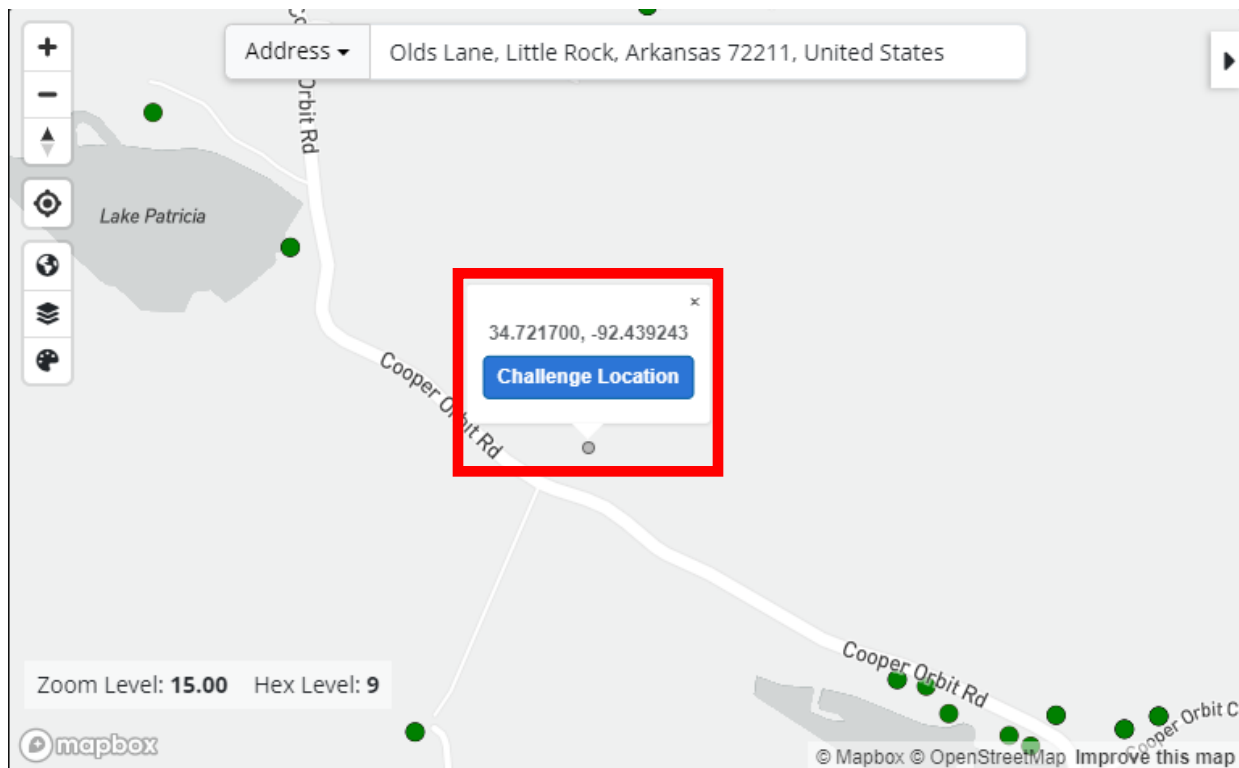 Address
Olds Lane, Little Rock, Arkansas 72211, United States
Orbit Rd
Lake Patricia
×
34.721700, -92.439243
Challenge Location
Cooper Orbit Rd
Cooper Orbit Rd
Zoom Level: 15.00 Hex Level: 9
Cooper Orbit C
mapbox
© Mapbox © OpenStreetMap Improve this map